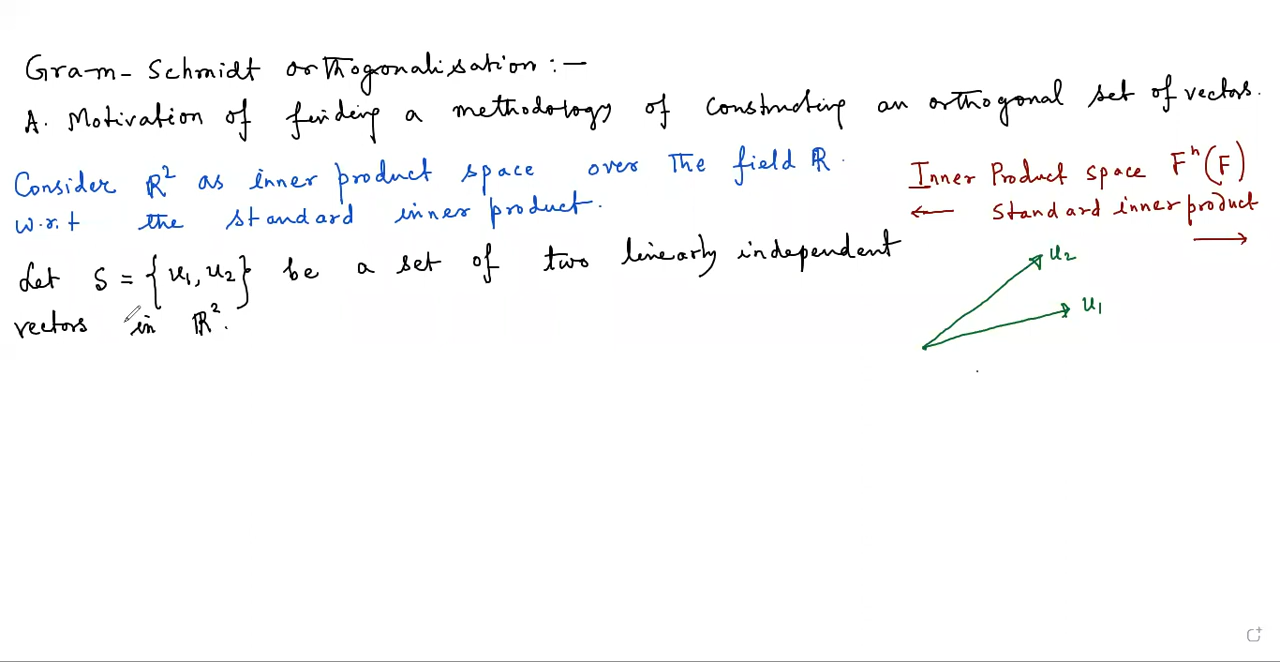 Gram-Schmidt orthogonalisation :—
A. Motivation of finding a methodology of constructing an orthogonal set of vectors.
Consider ℝ² as inner product space over the field ℝ.
w.r.t the standard inner product.
Inner Product space Fⁿ(F)
← Standard inner product
→
Let S = {u₁, u₂} be a set of two linearly independent
vectors in ℝ².
u₂
u₁